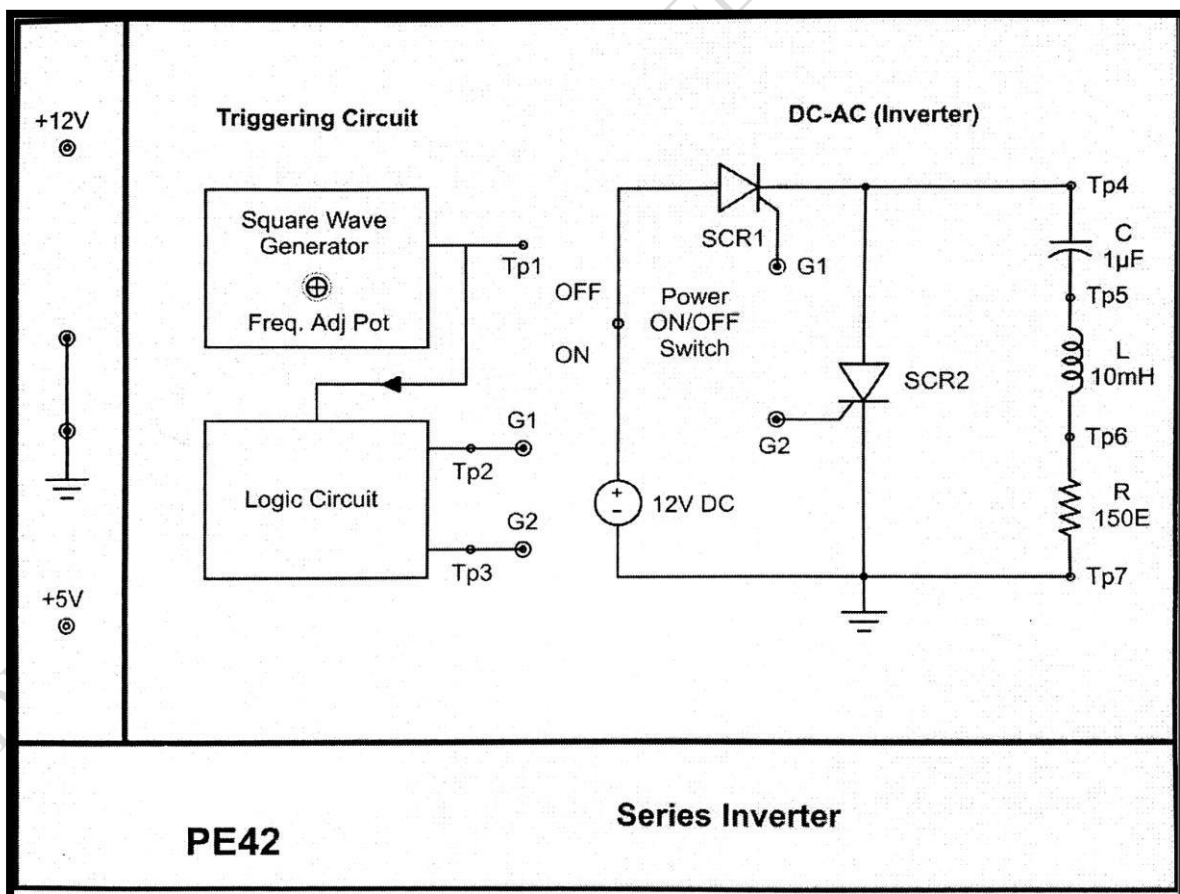 +12V
+5V
Triggering Circuit
Square Wave
Generator
Freq. Adj Pot
Tp1
Logic Circuit
G1
Tp2
G2
Tp3
DC-AC (Inverter)
SCR1
G1
OFF
ON
Power
ON/OFF
Switch
SCR2
G2
+
-
12V DC
Tp4
C
1µF
Tp5
L
10mH
Tp6
R
150E
Tp7
PE42
Series Inverter